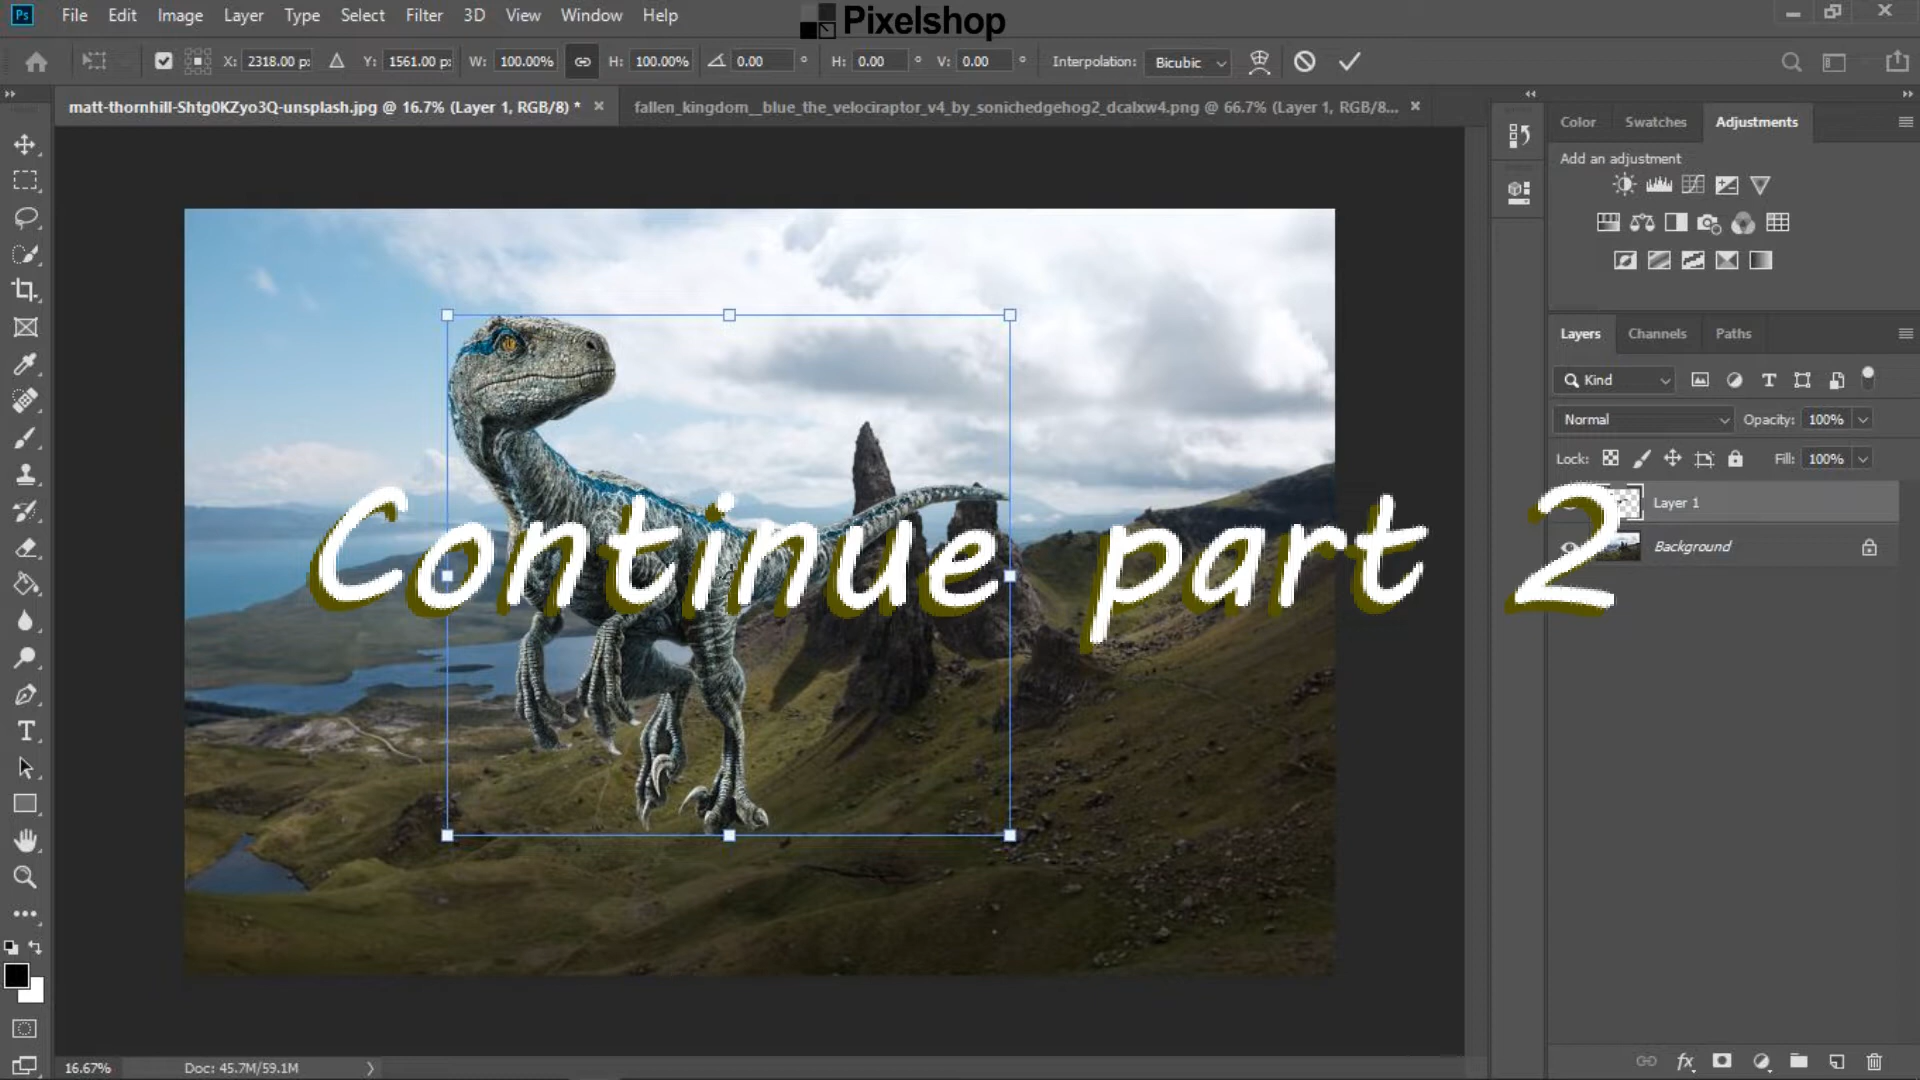 Ps File Edit Image Layer Type Select Filter 3D View Window Help
Pixelshop
X: 2318.00 p: Y: 1561.00 p: W: 100.00% H: 100.00% 0.00 ° H: 0.00 ° V: 0.00 ° Interpolation: Bicubic
matt-thornhill-Shtg0KZyo3Q-unsplash.jpg @ 16.7% (Layer 1, RGB/8) * ×
fallen_kingdom__blue_the_velociraptor_v4_by_sonichedgehog2_dcalxw4.png @ 66.7% (Layer 1, RGB/8... ×
Color Swatches Adjustments
Add an adjustment
Layers Channels Paths
Kind
Normal Opacity: 100%
Lock: Fill: 100%
Layer 1
Background
Continue part 2
16.67% Doc: 45.7M/59.1M
fx